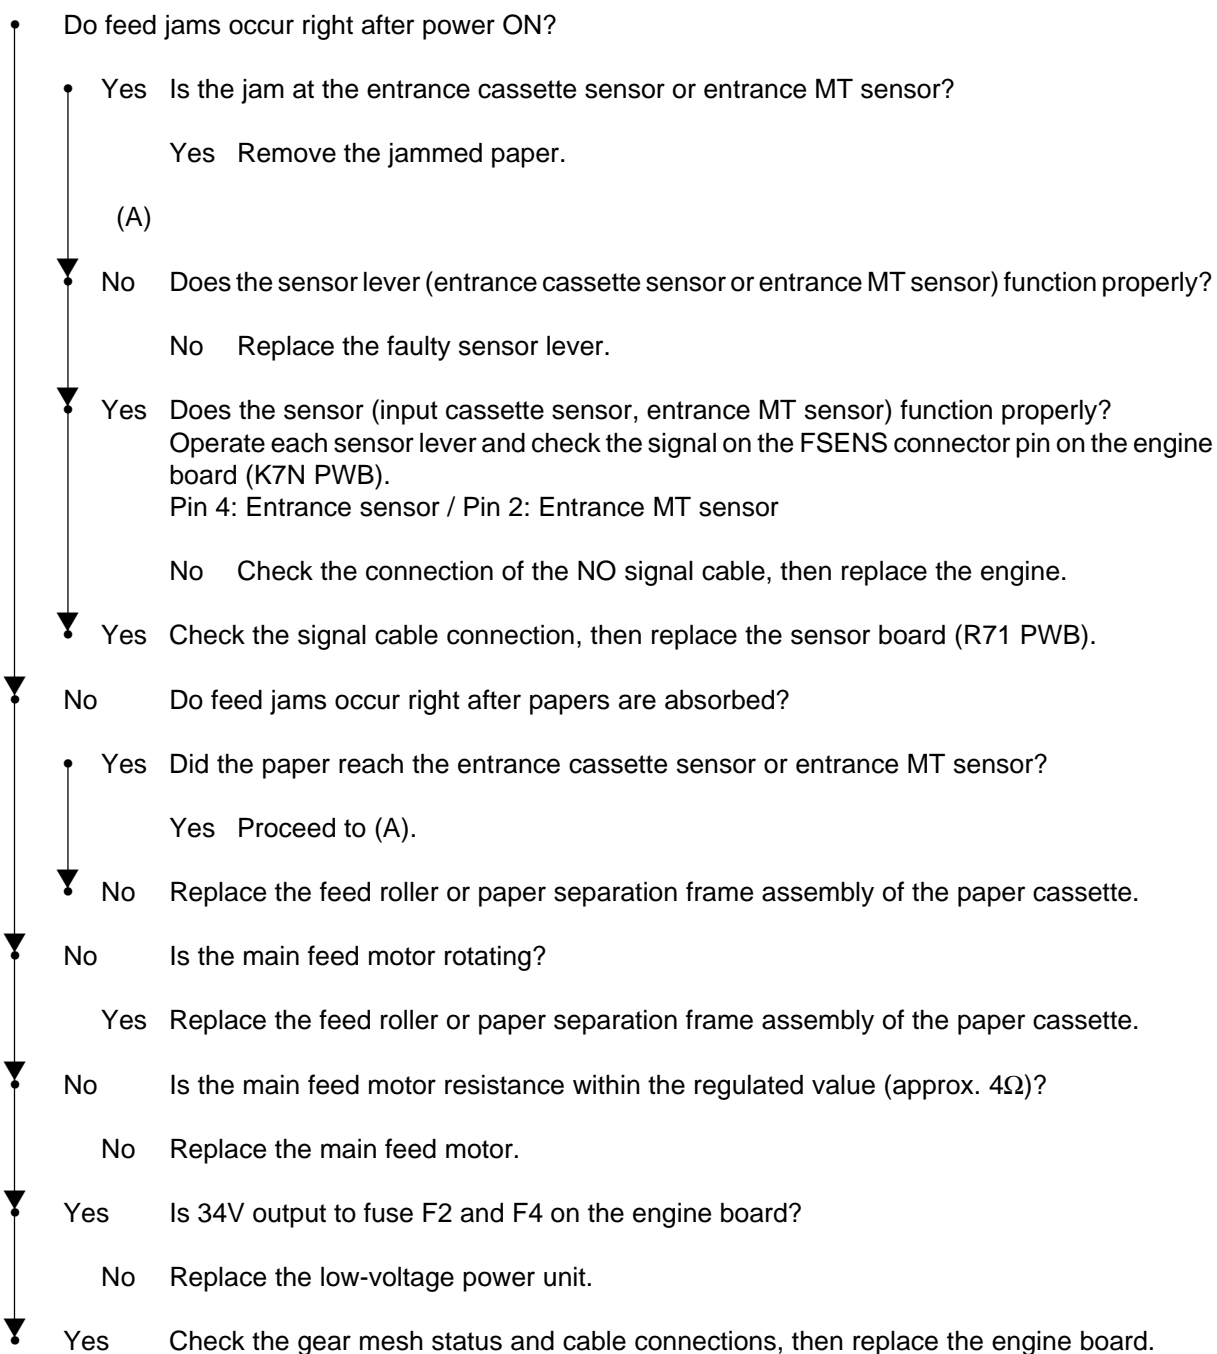 Do feed jams occur right after power ON?
Yes Is the jam at the entrance cassette sensor or entrance MT sensor?
Yes Remove the jammed paper.
(A)
No Does the sensor lever (entrance cassette sensor or entrance MT sensor) function properly?
No Replace the faulty sensor lever.
Yes Does the sensor (input cassette sensor, entrance MT sensor) function properly?
Operate each sensor lever and check the signal on the FSENS connector pin on the engine
board (K7N PWB).
Pin 4: Entrance sensor / Pin 2: Entrance MT sensor
No Check the connection of the NO signal cable, then replace the engine.
Yes Check the signal cable connection, then replace the sensor board (R71 PWB).
No Do feed jams occur right after papers are absorbed?
Yes Did the paper reach the entrance cassette sensor or entrance MT sensor?
Yes Proceed to (A).
No Replace the feed roller or paper separation frame assembly of the paper cassette.
No Is the main feed motor rotating?
Yes Replace the feed roller or paper separation frame assembly of the paper cassette.
No Is the main feed motor resistance within the regulated value (approx. 4Ω)?
No Replace the main feed motor.
Yes Is 34V output to fuse F2 and F4 on the engine board?
No Replace the low-voltage power unit.
Yes Check the gear mesh status and cable connections, then replace the engine board.